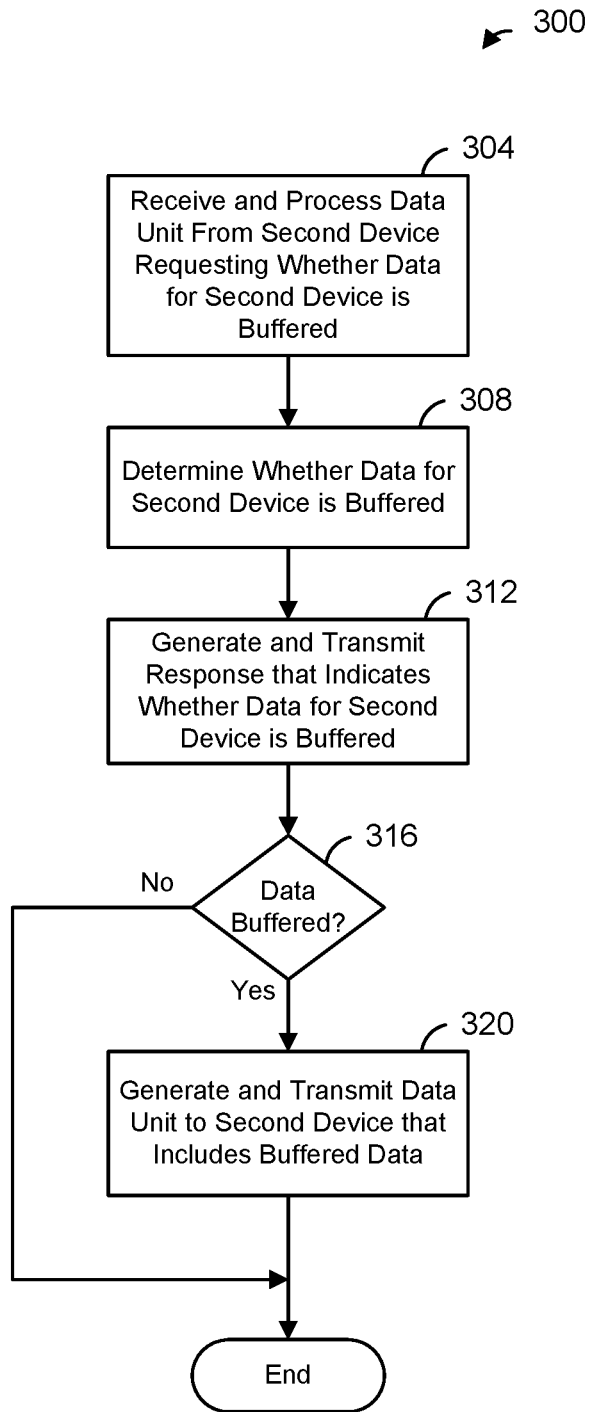 300
304
Receive and Process Data
Unit From Second Device
Requesting Whether Data
for Second Device is
Buffered
308
Determine Whether Data for
Second Device is Buffered
312
Generate and Transmit
Response that Indicates
Whether Data for Second
Device is Buffered
316
No
Data
Buffered?
Yes
320
Generate and Transmit Data
Unit to Second Device that
Includes Buffered Data
End